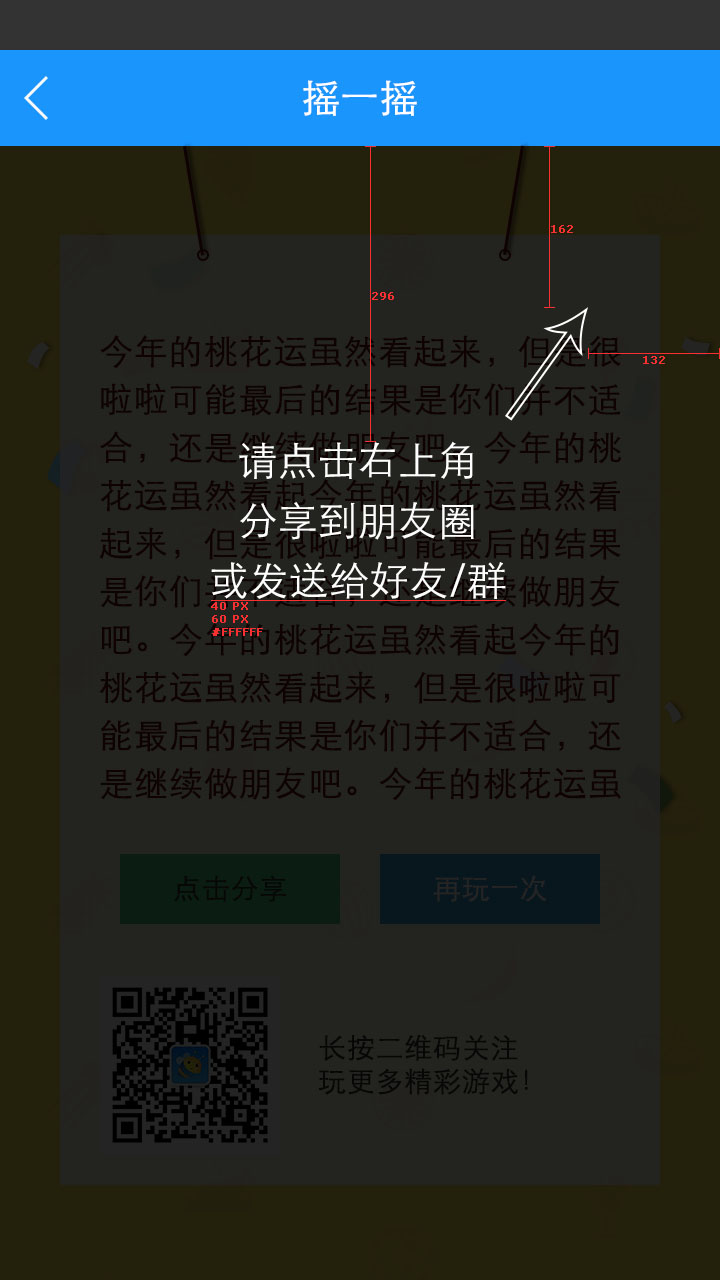 摇一摇
162
296
132
今年的桃花运虽然看起来，但是很
啦啦可能最后的结果是你们并不适
合，还是继续做朋友吧。今年的桃
请点击右上角
花运虽然看起今年的桃花运虽然看
分享到朋友圈
起来，但是很啦啦可能最后的结果
或发送给好友/群
是你们并不适合，还是继续做朋友
40 PX
60 PX
#FFFFFF
吧。今年的桃花运虽然看起今年的
桃花运虽然看起来，但是很啦啦可
能最后的结果是你们并不适合，还
是继续做朋友吧。今年的桃花运虽
点击分享
再玩一次
长按二维码关注
玩更多精彩游戏！